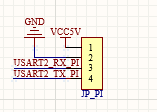 GND
VCC5V
1
2
USART2_RX_PI
3
USART2_TX_PI
4
JP_PI